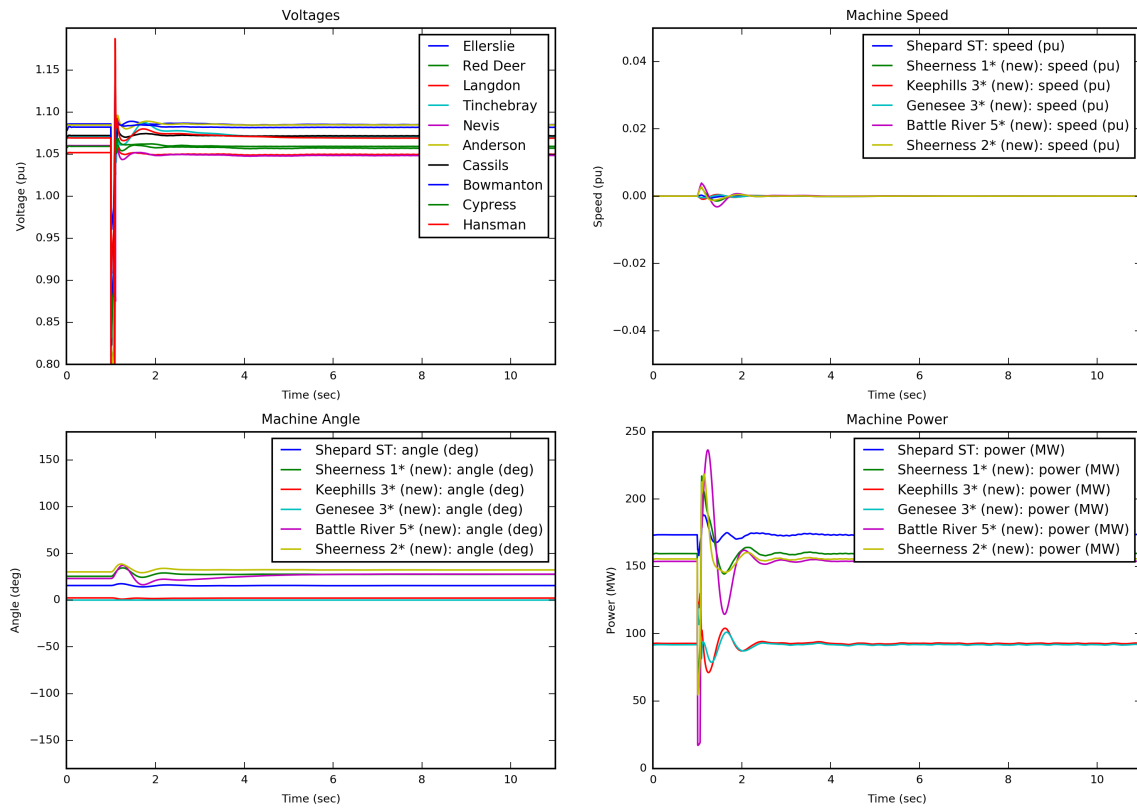 Voltages
1.15
1.10
1.05
1.00
0.95
0.90
0.85
0.80
Voltage (pu)
0 2 4 6 8 10
Time (sec)
Ellerslie
Red Deer
Langdon
Tinchebray
Nevis
Anderson
Cassils
Bowmanton
Cypress
Hansman
Machine Speed
0.04
0.02
0.00
−0.02
−0.04
Speed (pu)
0 2 4 6 8 10
Time (sec)
Shepard ST: speed (pu)
Sheerness 1* (new): speed (pu)
Keephills 3* (new): speed (pu)
Genesee 3* (new): speed (pu)
Battle River 5* (new): speed (pu)
Sheerness 2* (new): speed (pu)
Machine Angle
150
100
50
0
−50
−100
−150
Angle (deg)
0 2 4 6 8 10
Time (sec)
Shepard ST: angle (deg)
Sheerness 1* (new): angle (deg)
Keephills 3* (new): angle (deg)
Genesee 3* (new): angle (deg)
Battle River 5* (new): angle (deg)
Sheerness 2* (new): angle (deg)
Machine Power
250
200
150
100
50
0
Power (MW)
0 2 4 6 8 10
Time (sec)
Shepard ST: power (MW)
Sheerness 1* (new): power (MW)
Keephills 3* (new): power (MW)
Genesee 3* (new): power (MW)
Battle River 5* (new): power (MW)
Sheerness 2* (new): power (MW)